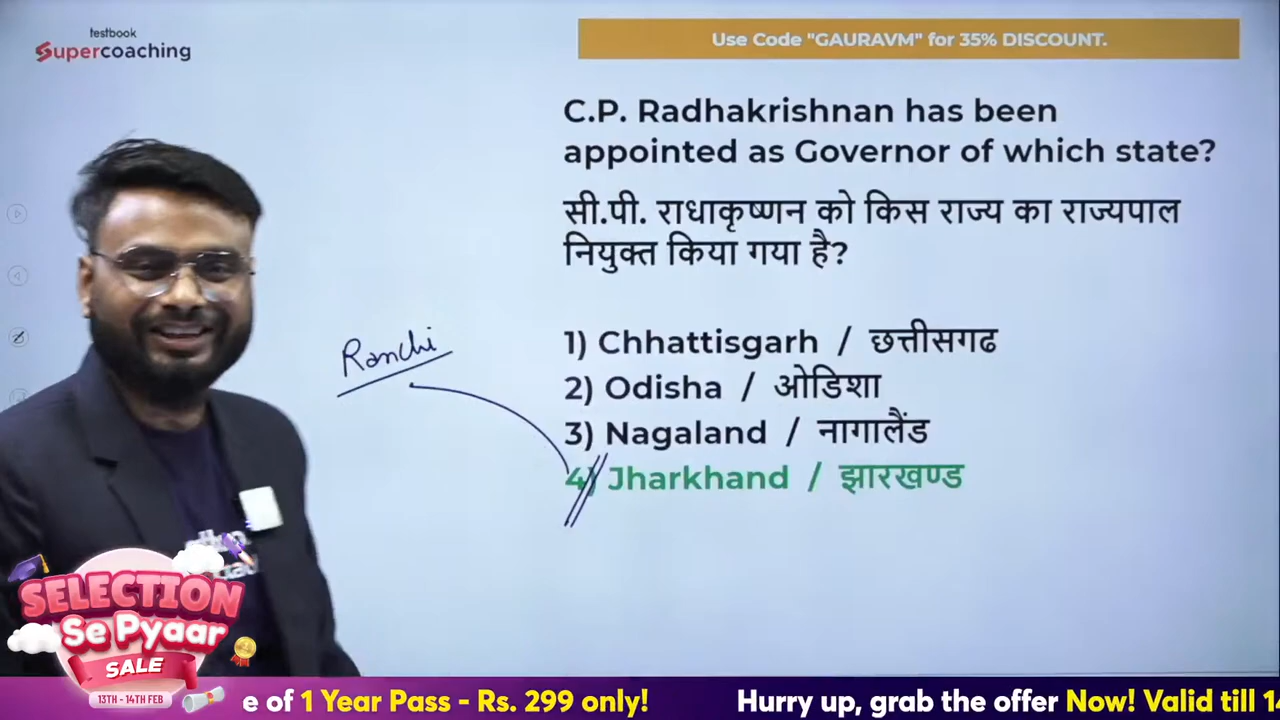 testbook
Supercoaching
Use Code "GAURAVM" for 35% DISCOUNT.
C.P. Radhakrishnan has been
appointed as Governor of which state?
सी.पी. राधाकृष्णन को किस राज्य का राज्यपाल
नियुक्त किया गया है?
Ranchi
1) Chhattisgarh / छत्तीसगढ
2) Odisha / ओडिशा
3) Nagaland / नागालैंड
4) Jharkhand / झारखण्ड
SELECTION
Se Pyaar
SALE
13TH - 14TH FEB
e of 1 Year Pass - Rs. 299 only! Hurry up, grab the offer Now! Valid till 1